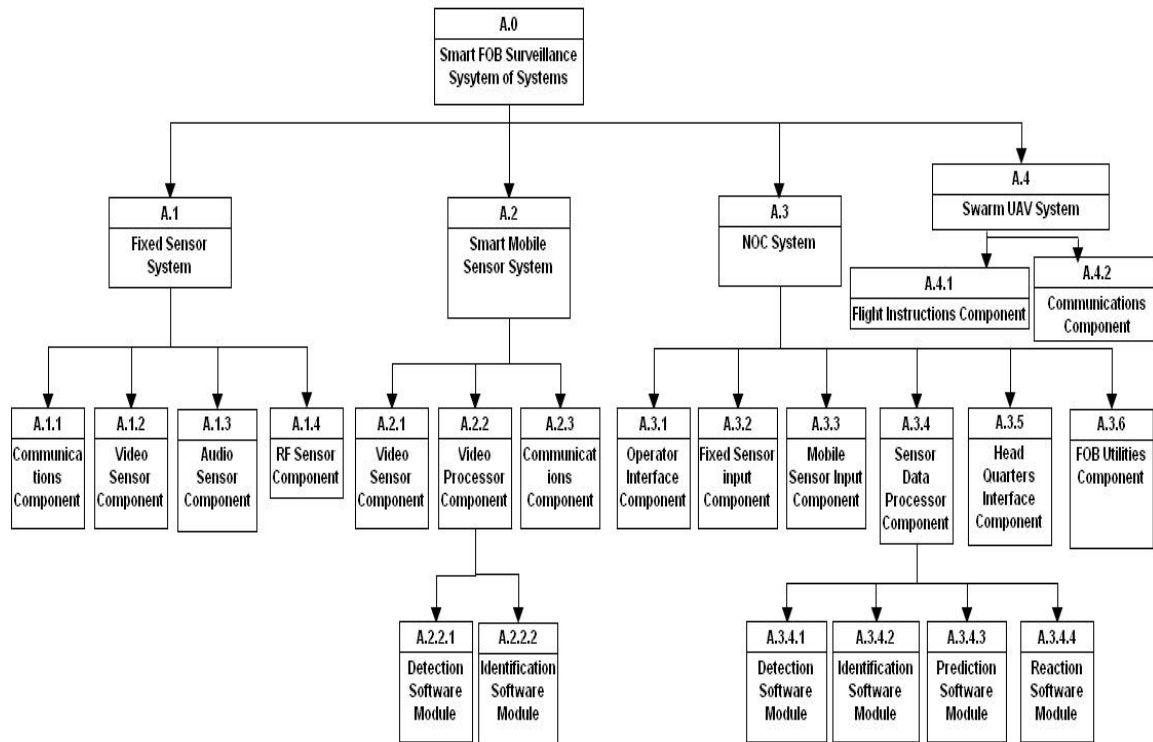 A.0
Smart FOB Surveillance
Sysytem of Systems
A.1
Fixed Sensor
System
A.2
Smart Mobile
Sensor System
A.3
NOC System
A.4
Swarm UAV System
A.4.1
Flight Instructions Component
A.4.2
Communications
Component
A.1.1
Communica
tions
Component
A.1.2
Video
Sensor
Component
A.1.3
Audio
Sensor
Component
A.1.4
RF Sensor
Component
A.2.1
Video
Sensor
Component
A.2.2
Video
Processor
Component
A.2.3
Communicat
ions
Component
A.3.1
Operator
Interface
Component
A.3.2
Fixed Sensor
input
Component
A.3.3
Mobile
Sensor Input
Component
A.3.4
Sensor
Data
Processor
Component
A.3.5
Head
Quarters
Interface
Component
A.3.6
FOB Utilities
Component
A.2.2.1
Detection
Software
Module
A.2.2.2
Identification
Software
Module
A.3.4.1
Detection
Software
Module
A.3.4.2
Identification
Software
Module
A.3.4.3
Prediction
Software
Module
A.3.4.4
Reaction
Software
Module